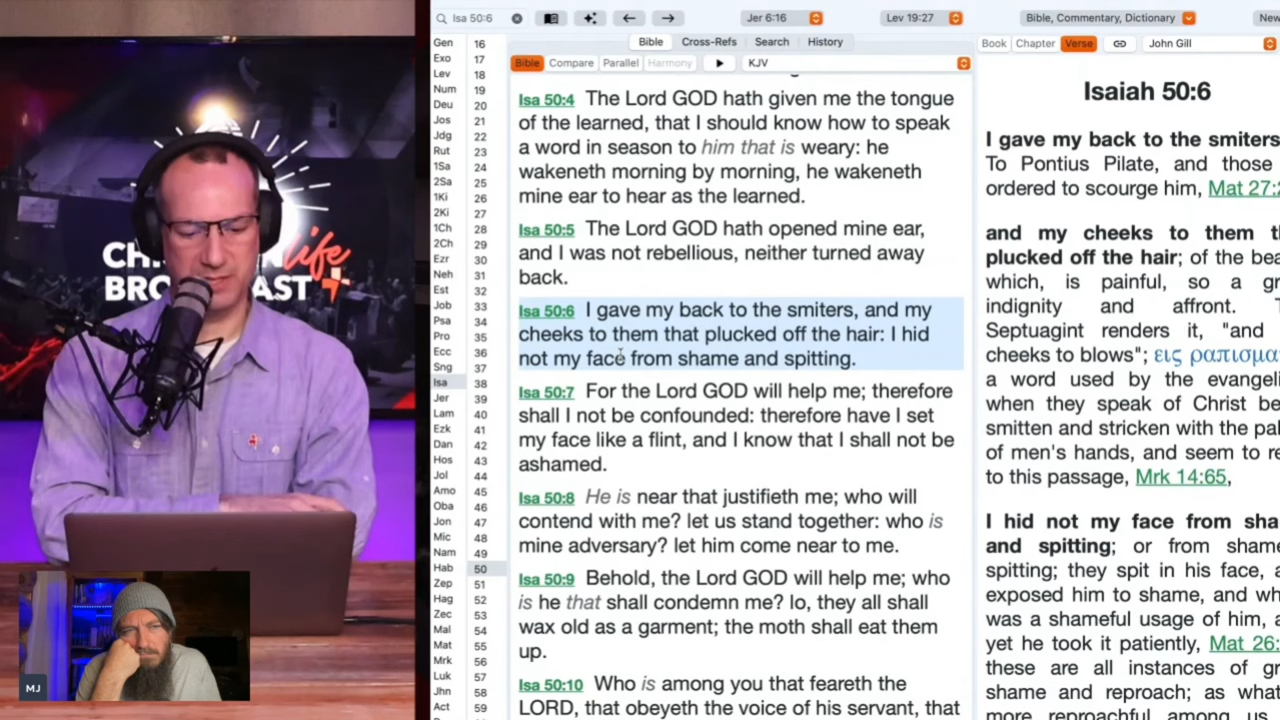 Isa 50:6
Jer 6:16
Lev 19:27
Bible, Commentary, Dictionary
New
Bible Cross-Refs Search History
Bible Compare Parallel Harmony KJV
Book Chapter Verse John Gill
Gen 16
Exo 17
Lev 18
Num 19
Deu 20
Jos 21
Jdg 22
Rut 23
1Sa 24
2Sa 25
1Ki 26
2Ki 27
1Ch 28
2Ch 29
Ezr 30
Neh 31
Est 32
Job 33
Psa 34
Pro 35
Ecc 36
Sng 37
Isa 38
Jer 39
Lam 40
Ezk 41
Dan 42
Hos 43
Jol 44
Amo 45
Oba 46
Jon 47
Mic 48
Nam 49
Hab 50
Zep 51
Hag 52
Zec 53
Mal 54
Mat 55
Mrk 56
Luk 57
Jhn 58
Act 59
Isa 50:4 The Lord GOD hath given me the tongue
of the learned, that I should know how to speak
a word in season to him that is weary: he
wakeneth morning by morning, he wakeneth
mine ear to hear as the learned.
Isa 50:5 The Lord GOD hath opened mine ear,
and I was not rebellious, neither turned away
back.
Isa 50:6 I gave my back to the smiters, and my
cheeks to them that plucked off the hair: I hid
not my face from shame and spitting.
Isa 50:7 For the Lord GOD will help me; therefore
shall I not be confounded: therefore have I set
my face like a flint, and I know that I shall not be
ashamed.
Isa 50:8 He is near that justifieth me; who will
contend with me? let us stand together: who is
mine adversary? let him come near to me.
Isa 50:9 Behold, the Lord GOD will help me; who
is he that shall condemn me? lo, they all shall
wax old as a garment; the moth shall eat them
up.
Isa 50:10 Who is among you that feareth the
LORD, that obeyeth the voice of his servant, that
Isaiah 50:6
I gave my back to the smiters
To Pontius Pilate, and those
ordered to scourge him, Mat 27:2
and my cheeks to them th
plucked off the hair; of the bea
which, is painful, so a gr
indignity and affront. T
Septuagint renders it, "and
cheeks to blows"; εις ραπισμα
a word used by the evangeli
when they speak of Christ be
smitten and stricken with the pal
of men's hands, and seem to re
to this passage, Mrk 14:65,
I hid not my face from sha
and spitting; or from shame
spitting; they spit in his face, a
exposed him to shame, and wh
was a shameful usage of him, a
yet he took it patiently, Mat 26:
these are all instances of gr
shame and reproach; as what
more reproachful among us
life
MJ